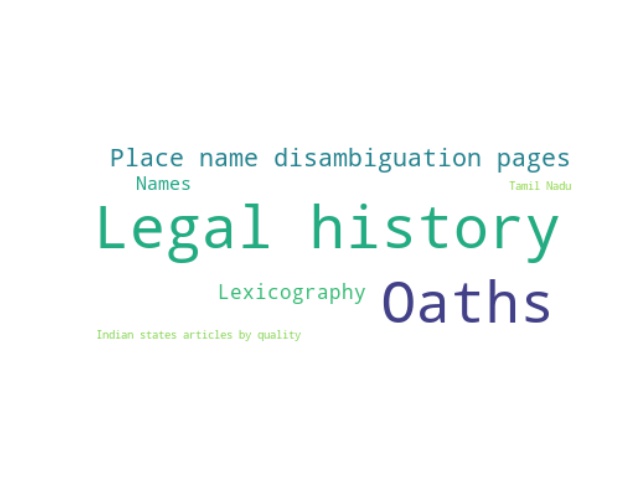 Place name disambiguation pages
Names
Tamil Nadu
Legal history
Lexicography
Oaths
Indian states articles by quality